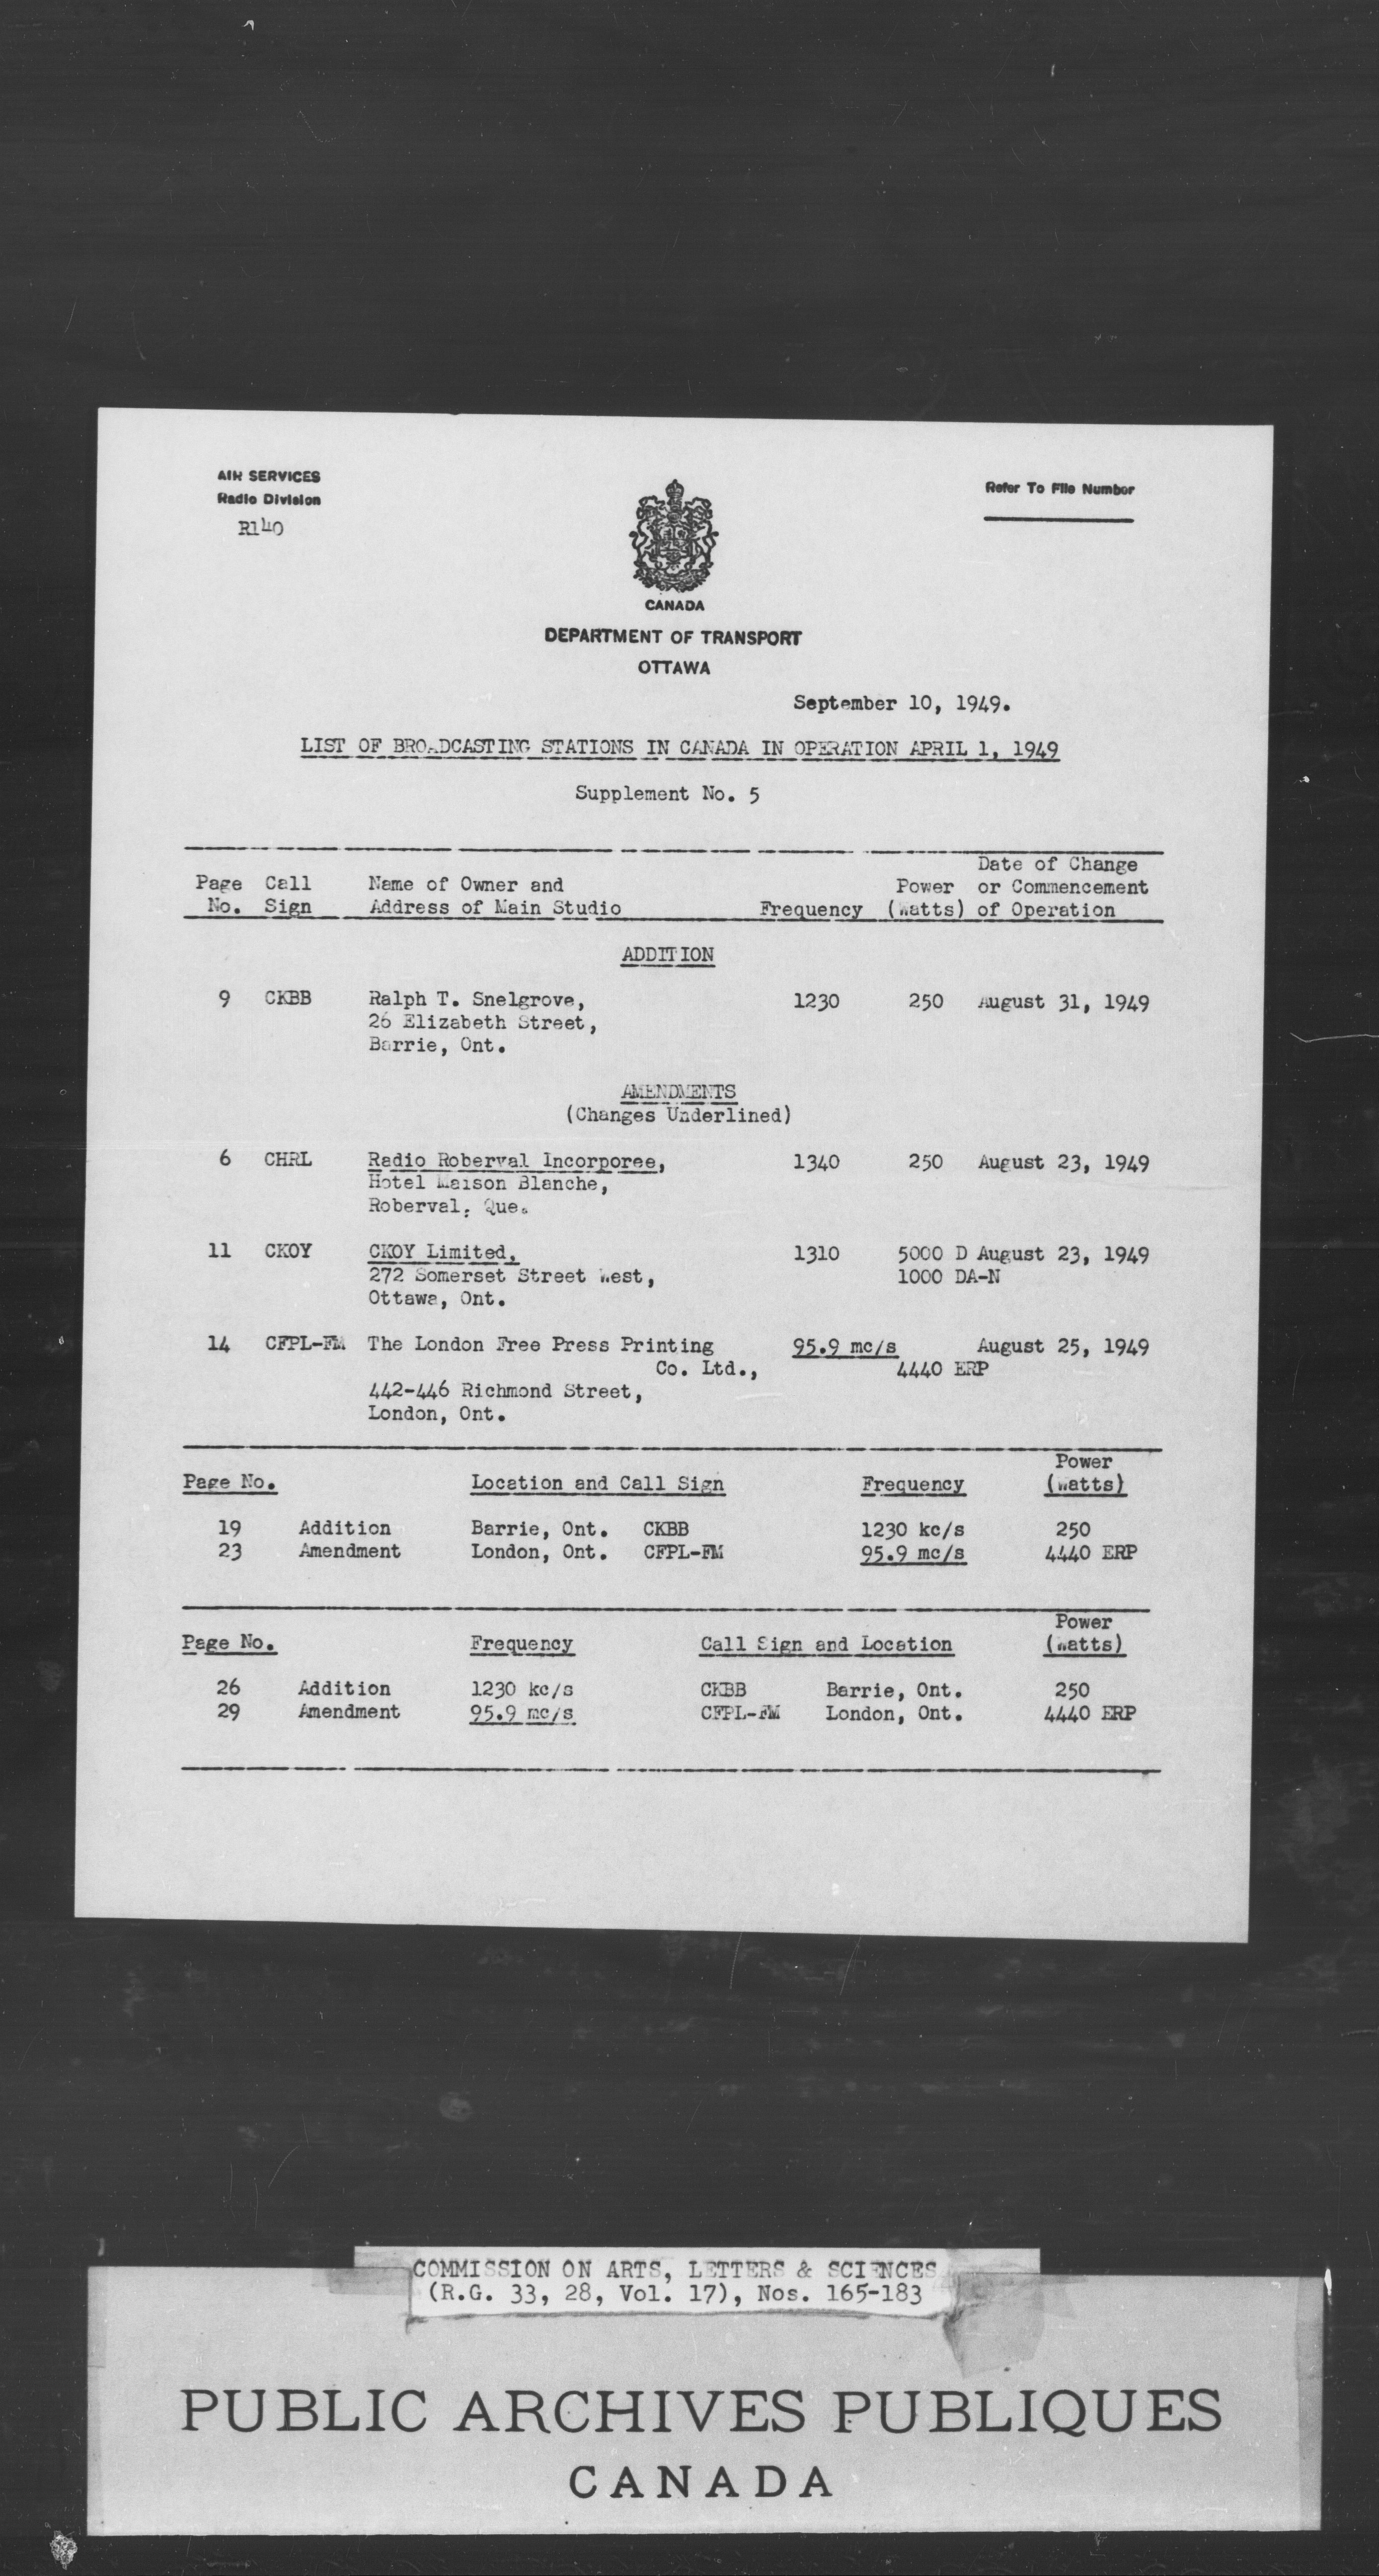 AIR SERVICES
Radio Division
R140
Refer To File Number
CANADA
DEPARTMENT OF TRANSPORT
OTTAWA
September 10, 1949.
LIST OF BROADCASTING STATIONS IN CANADA IN OPERATION APRIL 1, 1949
Supplement No. 5
Date of Change
Page Call Name of Owner and Power or Commencement
No. Sign Address of Main Studio Frequency (watts) of Operation
ADDITION
9 CKBB Ralph T. Snelgrove, 1230 250 August 31, 1949
26 Elizabeth Street,
Barrie, Ont.
AMENDMENTS
(Changes Underlined)
6 CHRL Radio Roberval Incorporee, 1340 250 August 23, 1949
Hotel Maison Blanche,
Roberval, Que.
11 CKOY CKOY Limited, 1310 5000 D August 23, 1949
272 Somerset Street West, 1000 DA-N
Ottawa, Ont.
14 CFPL-FM The London Free Press Printing 95.9 mc/s August 25, 1949
Co. Ltd., 4440 ERP
442-446 Richmond Street,
London, Ont.
Power
Page No. Location and Call Sign Frequency (watts)
19 Addition Barrie, Ont. CKBB 1230 kc/s 250
23 Amendment London, Ont. CFPL-FM 95.9 mc/s 4440 ERP
Power
Page No. Frequency Call Sign and Location (watts)
26 Addition 1230 kc/s CKBB Barrie, Ont. 250
29 Amendment 95.9 mc/s CFPL-FM London, Ont. 4440 ERP
COMMISSION ON ARTS, LETTERS & SCIENCES
(R.G. 33, 28, Vol. 17), Nos. 165-183
PUBLIC ARCHIVES PUBLIQUES
CANADA